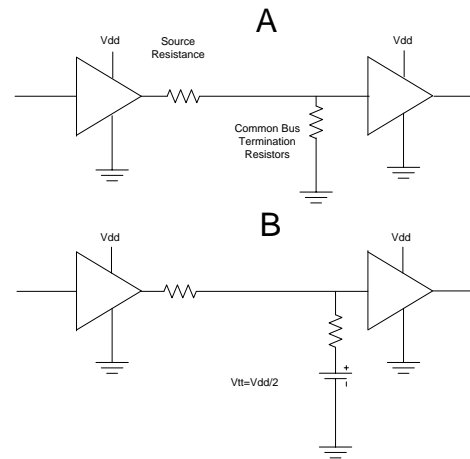 A
Vdd
Source
Resistance
Vdd
Common Bus
Termination
Resistors
B
Vdd
Vdd
+
Vtt=Vdd/2
-